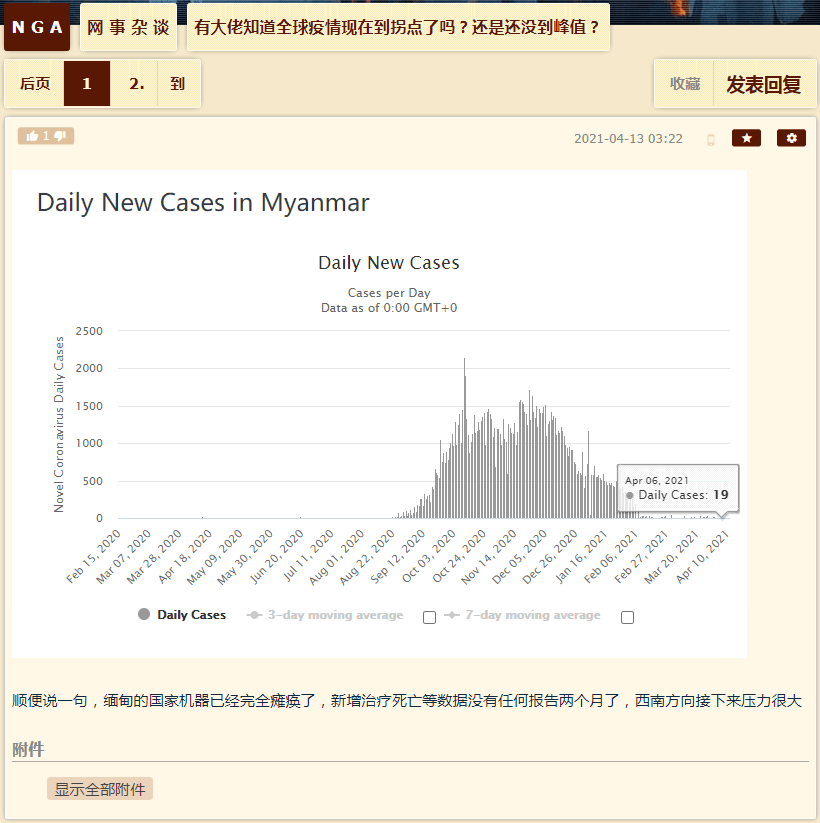 NGA 网事杂谈 有大佬知道全球疫情现在到拐点了吗？还是还没到峰值？
后页 1 2. 到 收藏 发表回复
1 2021-04-13 03:22
Daily New Cases in Myanmar
Daily New Cases
Cases per Day
Data as of 0:00 GMT+0
Novel Coronavirus Daily Cases
2500
2000
1500
1000
500
0
Apr 06, 2021
Daily Cases: 19
Feb 15, 2020 Mar 07, 2020 Mar 28, 2020 Apr 18, 2020 May 09, 2020 May 30, 2020 Jun 20, 2020 Jul 11, 2020 Aug 01, 2020 Aug 22, 2020 Sep 12, 2020 Oct 03, 2020 Oct 24, 2020 Nov 14, 2020 Dec 05, 2020 Dec 26, 2020 Jan 16, 2021 Feb 06, 2021 Feb 27, 2021 Mar 20, 2021 Apr 10, 2021
Daily Cases 3-day moving average 7-day moving average
顺便说一句，缅甸的国家机器已经完全瘫痪了，新增治疗死亡等数据没有任何报告两个月了，西南方向接下来压力很大
附件
显示全部附件